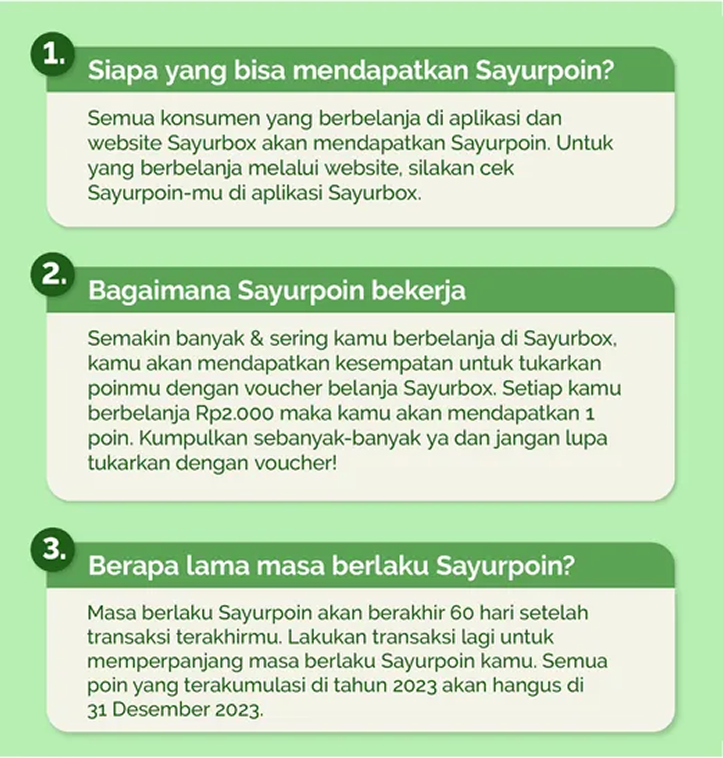 1.
Siapa yang bisa mendapatkan Sayurpoin?
Semua konsumen yang berbelanja di aplikasi dan
website Sayurbox akan mendapatkan Sayurpoin. Untuk
yang berbelanja melalui website, silakan cek
Sayurpoin-mu di aplikasi Sayurbox.
2.
Bagaimana Sayurpoin bekerja
Semakin banyak & sering kamu berbelanja di Sayurbox,
kamu akan mendapatkan kesempatan untuk tukarkan
poinmu dengan voucher belanja Sayurbox. Setiap kamu
berbelanja Rp2.000 maka kamu akan mendapatkan 1
poin. Kumpulkan sebanyak-banyak ya dan jangan lupa
tukarkan dengan voucher!
3.
Berapa lama masa berlaku Sayurpoin?
Masa berlaku Sayurpoin akan berakhir 60 hari setelah
transaksi terakhirmu. Lakukan transaksi lagi untuk
memperpanjang masa berlaku Sayurpoin kamu. Semua
poin yang terakumulasi di tahun 2023 akan hangus di
31 Desember 2023.